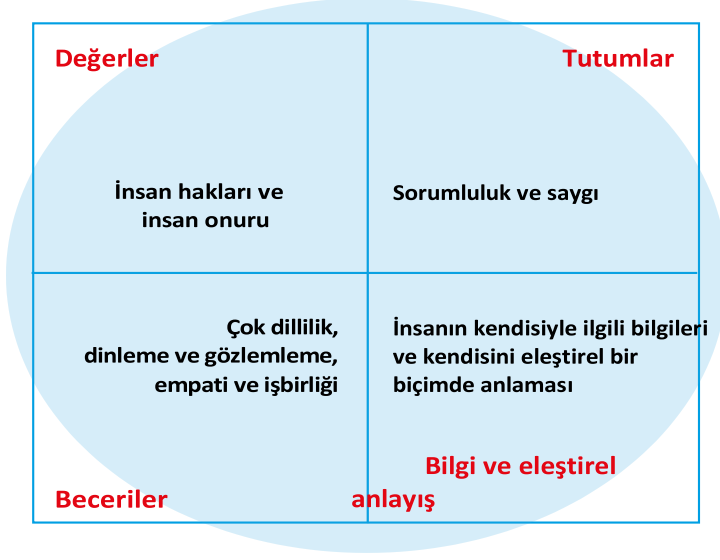 Değerler
Tutumlar
İnsan hakları ve
insan onuru
Sorumluluk ve saygı
Çok dillilik,
dinleme ve gözlemleme,
empati ve işbirliği
İnsanın kendisiyle ilgili bilgileri
ve kendisini eleştirel bir
biçimde anlaması
Beceriler
Bilgi ve eleştirel
anlayış